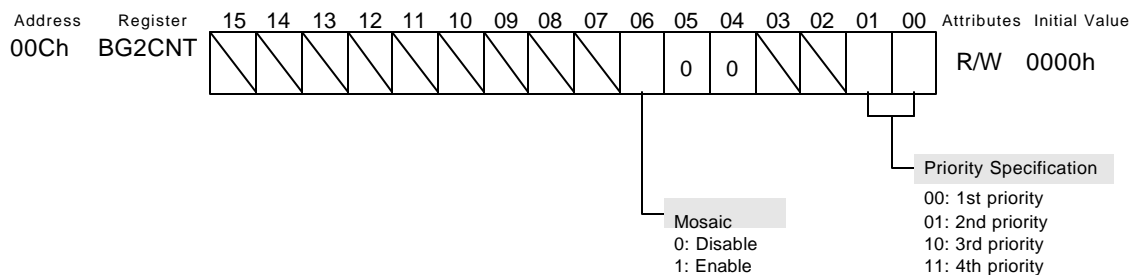 Address Register 15 14 13 12 11 10 09 08 07 06 05 04 03 02 01 00 Attributes Initial Value
00Ch BG2CNT 0 0 R/W 0000h
Priority Specification
00: 1st priority
01: 2nd priority
10: 3rd priority
11: 4th priority
Mosaic
0: Disable
1: Enable